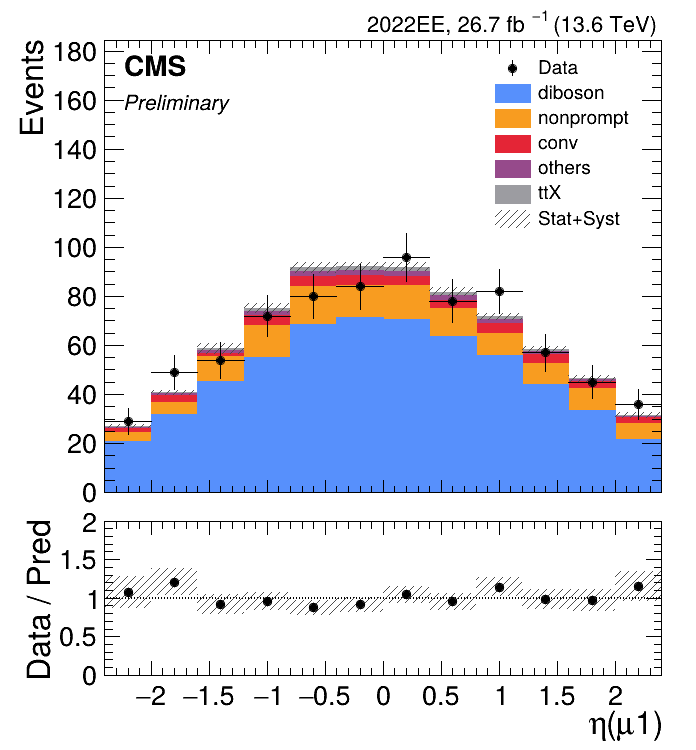 2022EE, 26.7 fb⁻¹ (13.6 TeV)
Events
180
160
140
120
100
80
60
40
20
0
CMS
Preliminary
Data
diboson
nonprompt
conv
others
ttX
Stat+Syst
Data / Pred
2
1.5
1
0.5
0
−2 −1.5 −1 −0.5 0 0.5 1 1.5 2
η(μ1)